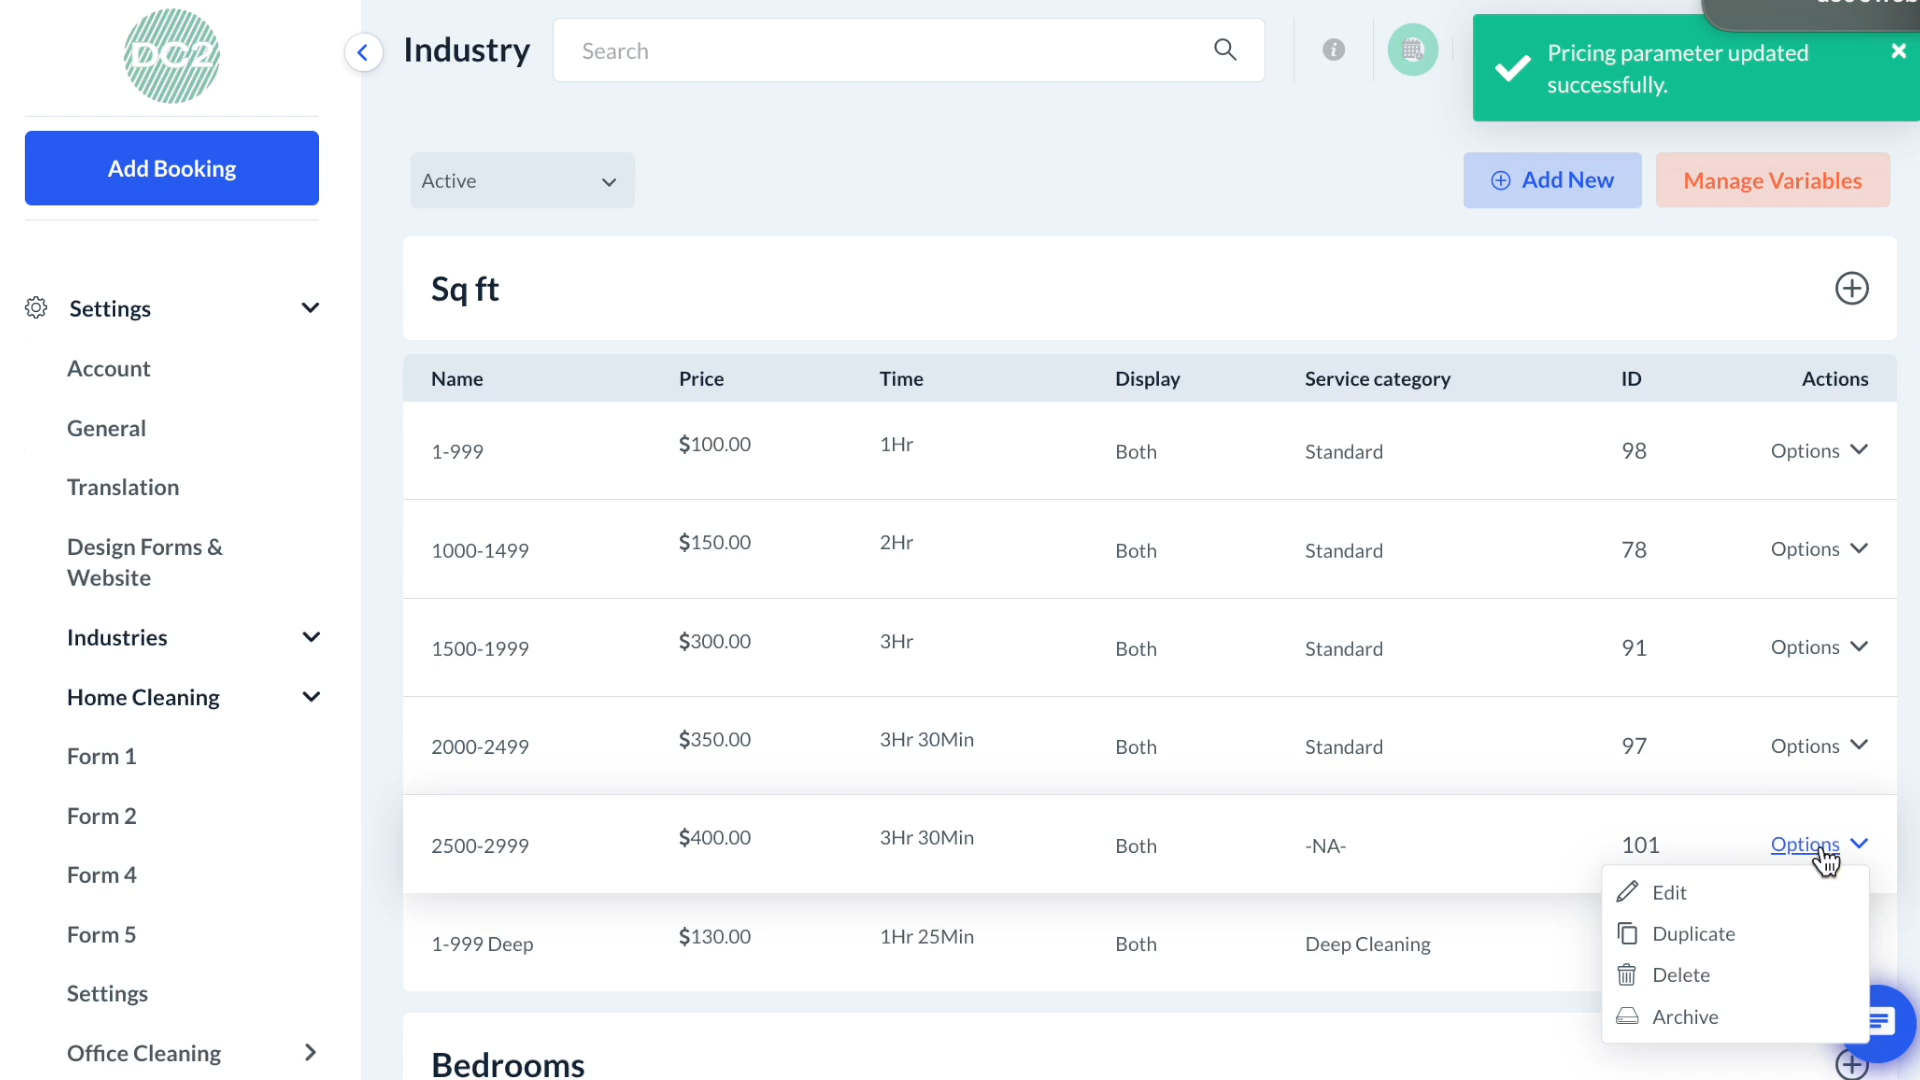 DC2
Industry
Search
Pricing parameter updated
successfully.
Add Booking
Active
Add New
Manage Variables
Settings
Account
General
Translation
Design Forms &
Website
Industries
Home Cleaning
Form 1
Form 2
Form 4
Form 5
Settings
Office Cleaning
Sq ft
Name Price Time Display Service category ID Actions
1-999 $100.00 1Hr Both Standard 98 Options
1000-1499 $150.00 2Hr Both Standard 78 Options
1500-1999 $300.00 3Hr Both Standard 91 Options
2000-2499 $350.00 3Hr 30Min Both Standard 97 Options
2500-2999 $400.00 3Hr 30Min Both -NA- 101 Options
1-999 Deep $130.00 1Hr 25Min Both Deep Cleaning
Edit
Duplicate
Delete
Archive
Bedrooms